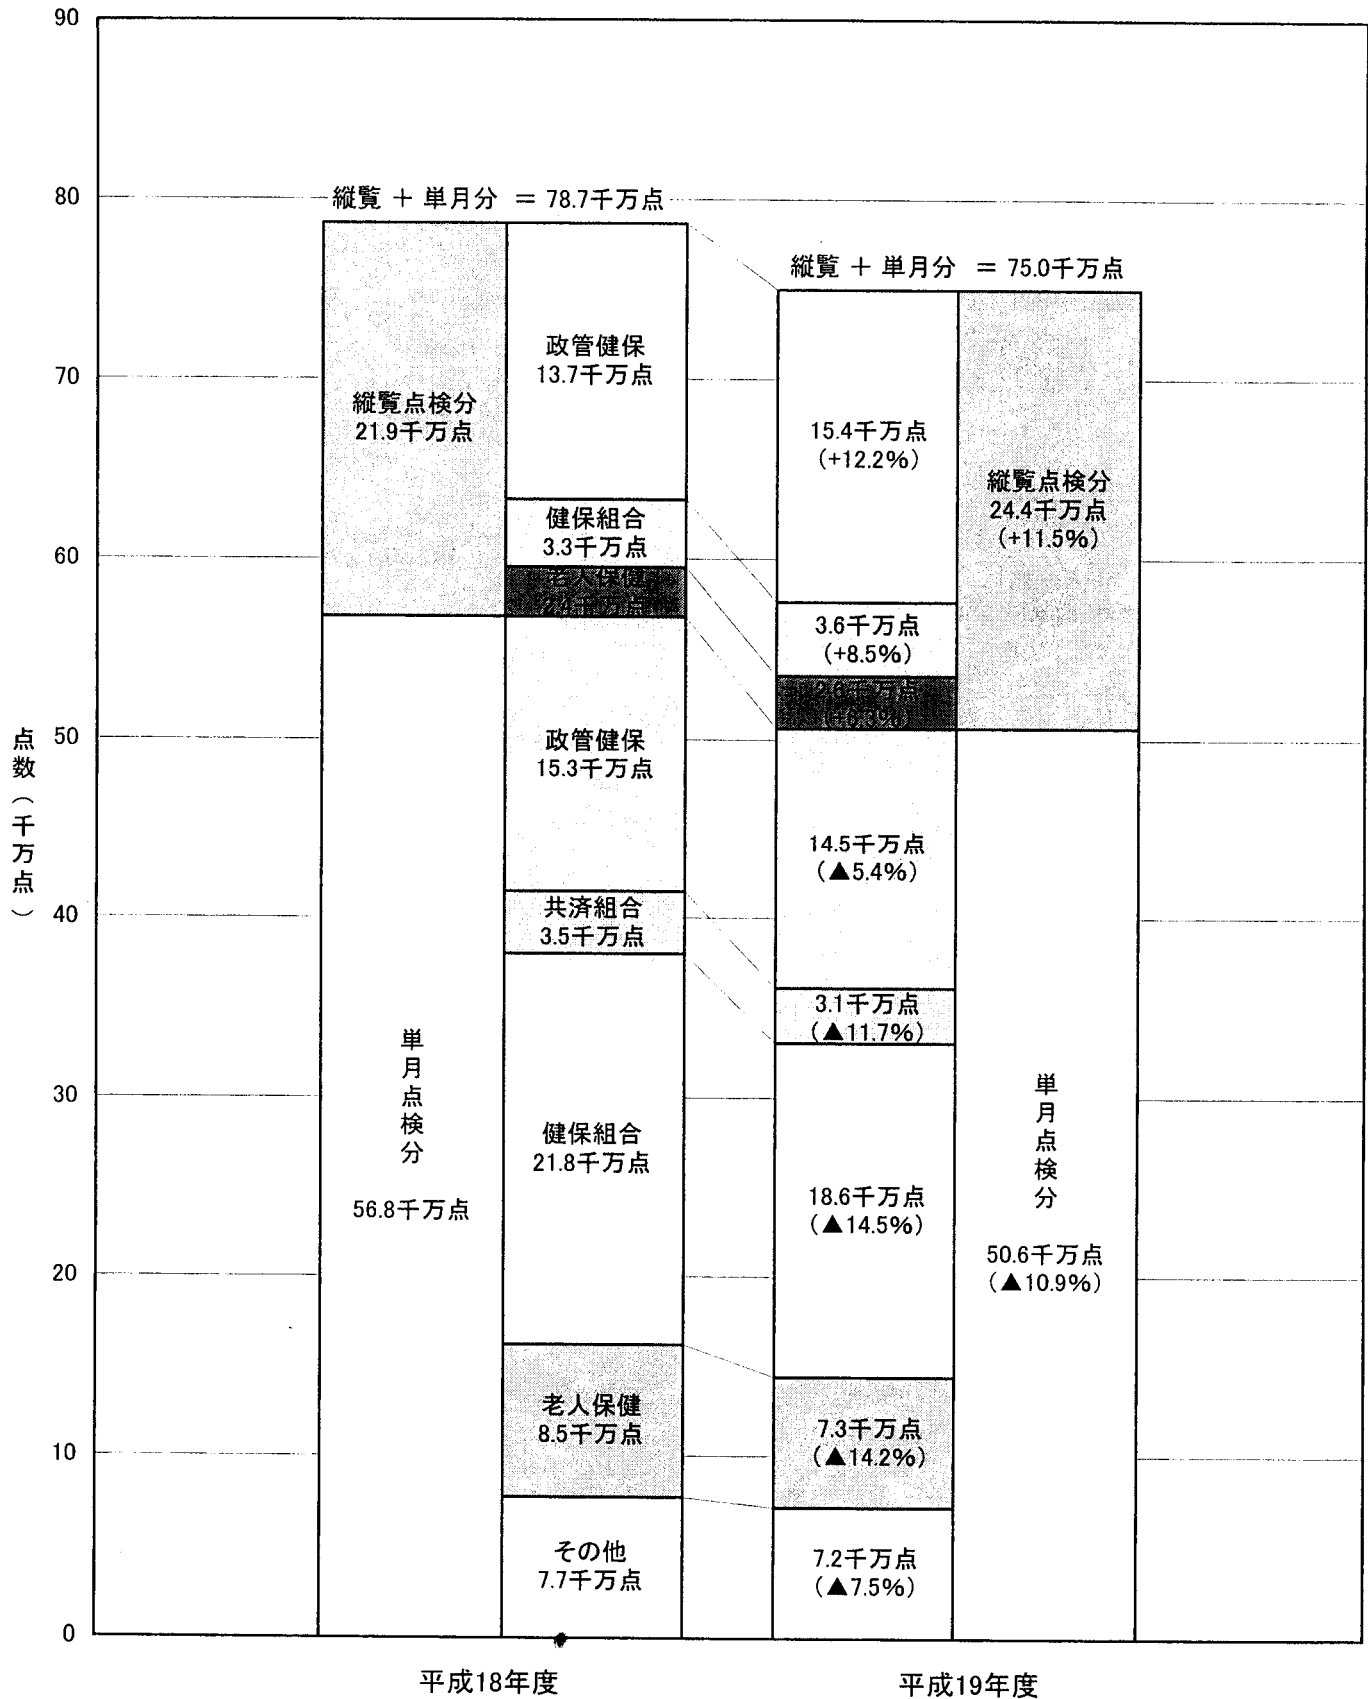 90
80
70
60
50
40
30
20
10
0
点数（千万点）
縦覧 ＋ 単月分 ＝ 78.7千万点
縦覧点検分
21.9千万点
単月点検分
56.8千万点
政管健保
13.7千万点
健保組合
3.3千万点
老人保健
2.4千万点
政管健保
15.3千万点
共済組合
3.5千万点
健保組合
21.8千万点
老人保健
8.5千万点
その他
7.7千万点
平成18年度
縦覧 ＋ 単月分 ＝ 75.0千万点
15.4千万点
(+12.2%)
3.6千万点
(+8.5%)
14.5千万点
(▲5.4%)
3.1千万点
(▲11.7%)
18.6千万点
(▲14.5%)
7.3千万点
(▲14.2%)
7.2千万点
(▲7.5%)
縦覧点検分
24.4千万点
(+11.5%)
単月点検分
50.6千万点
(▲10.9%)
平成19年度